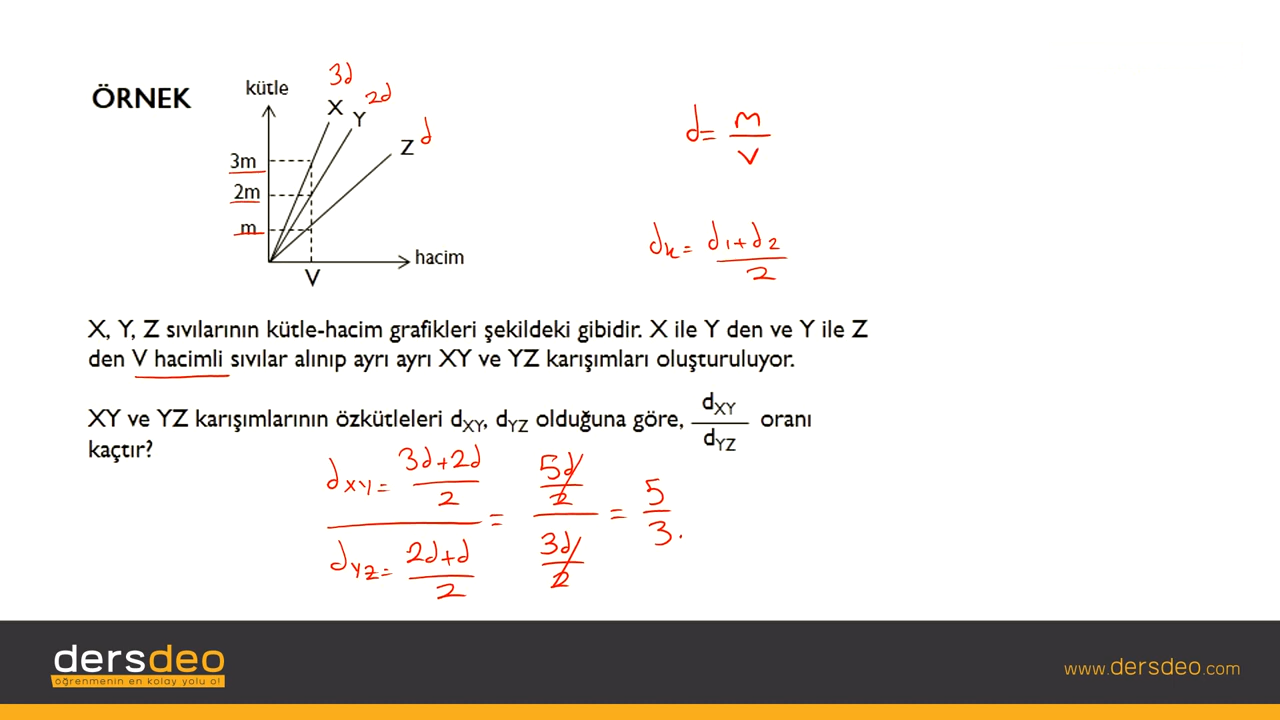 ÖRNEK
kütle
3d
X
2d
Y
Z d
3m
2m
m
V
hacim
d= m/V
dk= d1+d2/2
X, Y, Z sıvılarının kütle-hacim grafikleri şekildeki gibidir. X ile Y den ve Y ile Z
den V hacimli sıvılar alınıp ayrı ayrı XY ve YZ karışımları oluşturuluyor.
XY ve YZ karışımlarının özkütleleri dXY, dYZ olduğuna göre, dXY/dYZ oranı
kaçtır?
dXY= 3d+2d/2
dYZ= 2d+d/2
= 5d/2
3d/2
= 5/3.
dersdeo
öğrenmenin en kolay yolu o!
www.dersdeo.com